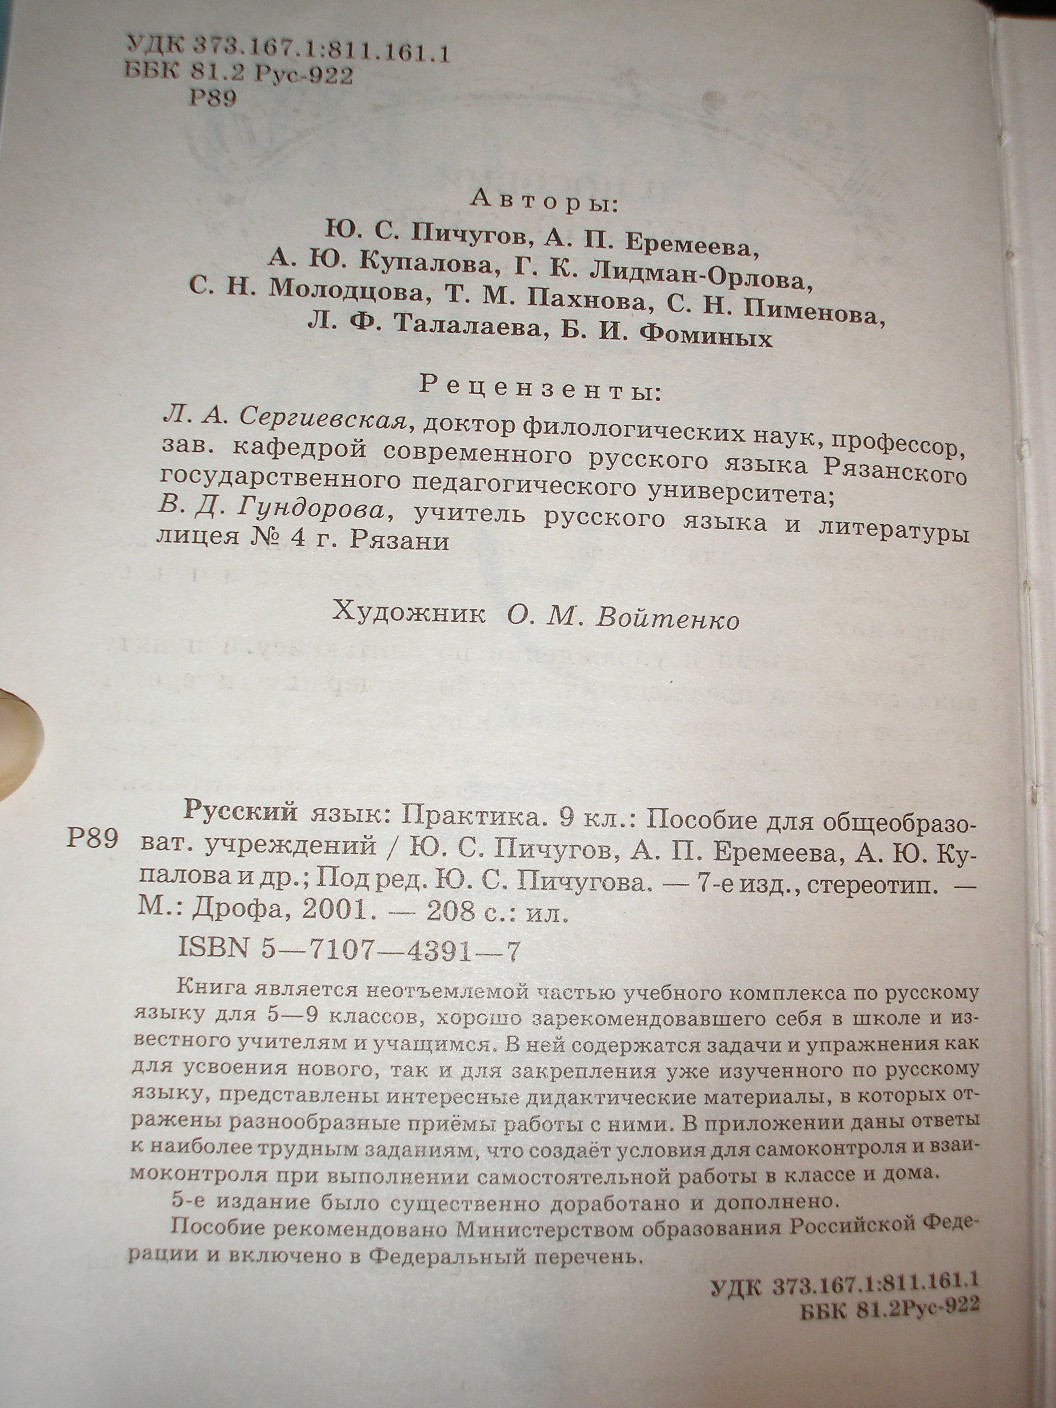 УДК 373.167.1:811.161.1
ББК 81.2 Рус-922
Р89
Авторы:
Ю. С. Пичугов, А. П. Еремеева,
А. Ю. Купалова, Г. К. Лидман-Орлова,
С. Н. Молодцова, Т. М. Пахнова, С. Н. Пименова,
Л. Ф. Талалаева, Б. И. Фоминых
Рецензенты:
Л. А. Сергиевская, доктор филологических наук, профессор,
зав. кафедрой современного русского языка Рязанского
государственного педагогического университета;
В. Д. Гундорова, учитель русского языка и литературы
лицея № 4 г. Рязани
Художник О. М. Войтенко
Русский язык: Практика. 9 кл.: Пособие для общеобразо-
Р89 ват. учреждений / Ю. С. Пичугов, А. П. Еремеева, А. Ю. Ку-
палова и др.; Под ред. Ю. С. Пичугова. — 7-е изд., стереотип. —
М.: Дрофа, 2001. — 208 с.: ил.
ISBN 5—7107—4391—7
Книга является неотъемлемой частью учебного комплекса по русскому
языку для 5—9 классов, хорошо зарекомендовавшего себя в школе и из-
вестного учителям и учащимся. В ней содержатся задачи и упражнения как
для усвоения нового, так и для закрепления уже изученного по русскому
языку, представлены интересные дидактические материалы, в которых от-
ражены разнообразные приёмы работы с ними. В приложении даны ответы
к наиболее трудным заданиям, что создаёт условия для самоконтроля и взаи-
моконтроля при выполнении самостоятельной работы в классе и дома.
5-е издание было существенно доработано и дополнено.
Пособие рекомендовано Министерством образования Российской Феде-
рации и включено в Федеральный перечень.
УДК 373.167.1:811.161.1
ББК 81.2Рус-922